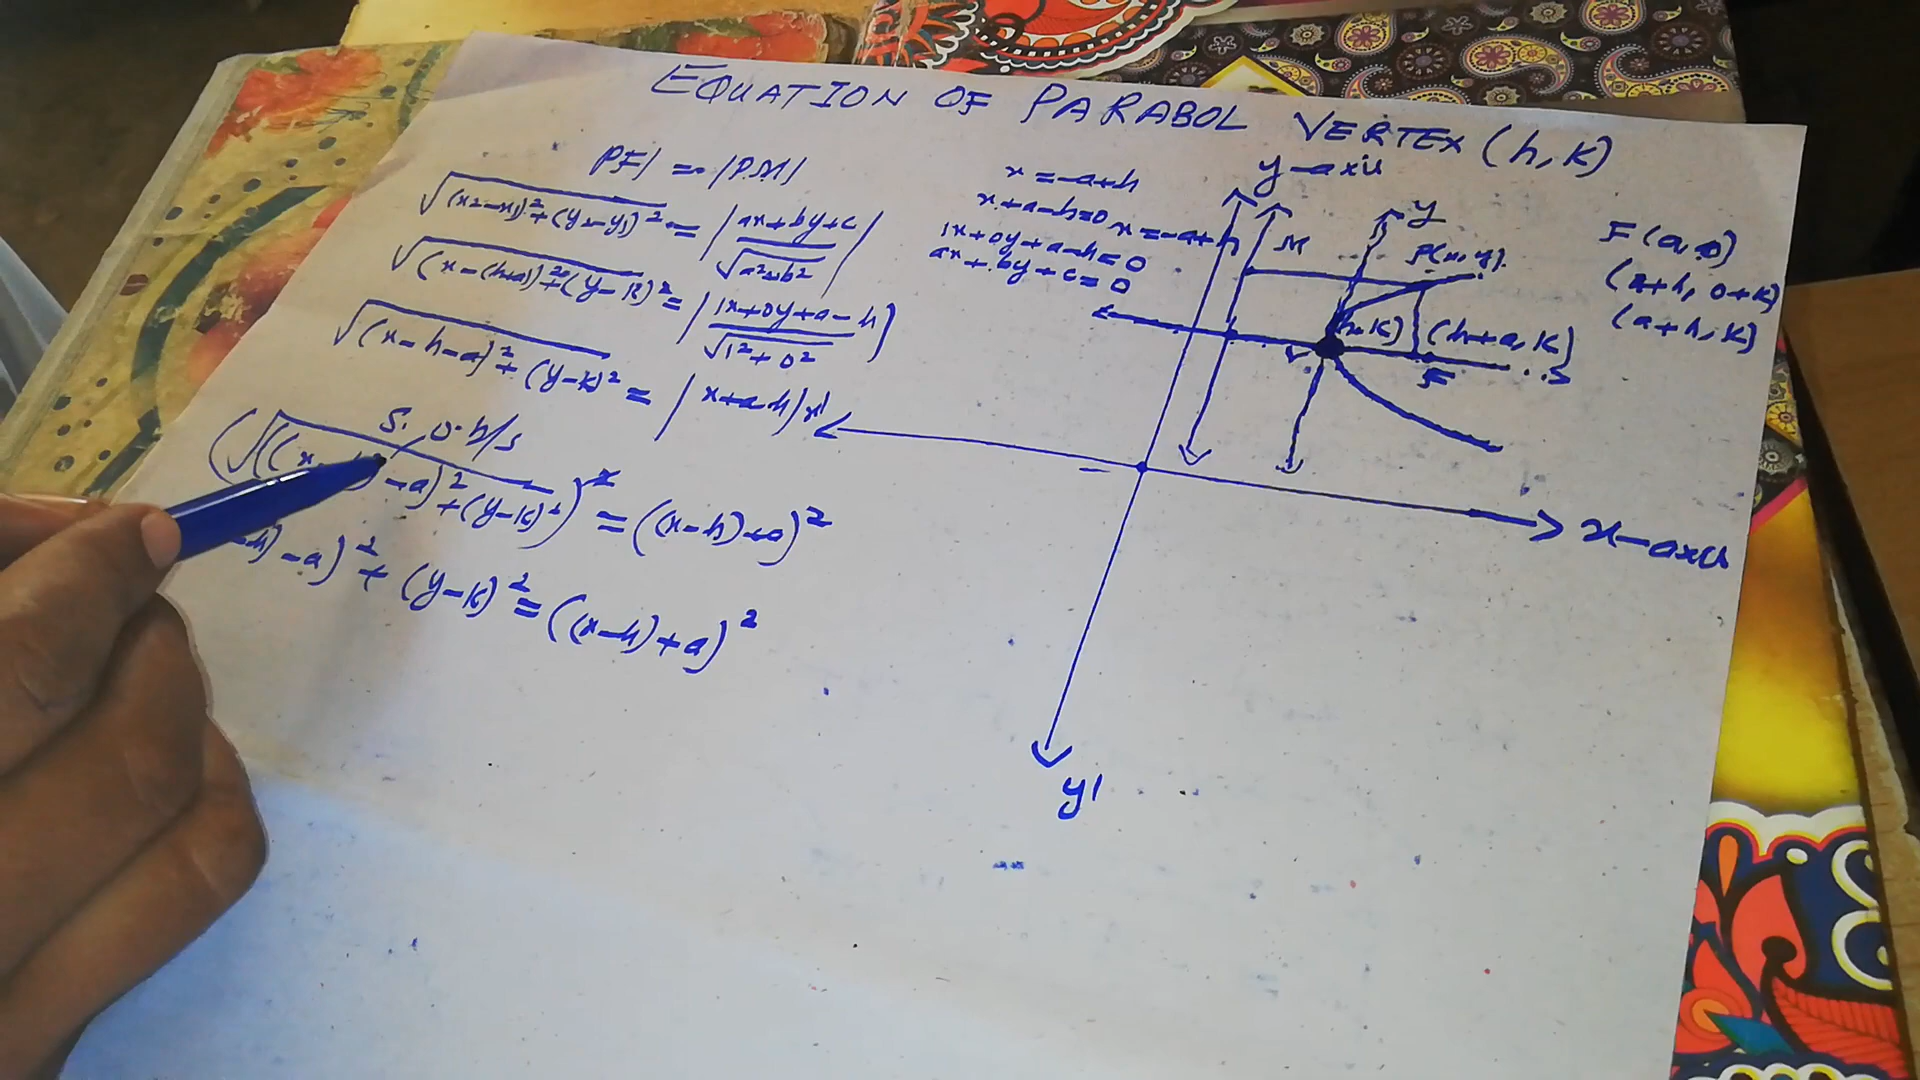 EQUATION OF PARABOL VERTEX (h, K)
PF| = |PM|
√(x2-x1)²+(y2-y1)² = |ax+by+c / √a²+b²|
√(x-(h+a))²+(y-k)² = |1x+0y+a-h / √1²+0²|
√(x-h-a)²+(y-k)² = |x+a-h|
S. O. b/s
-a)²+(y-k)²)² = ((x-h)+a)²
-h)-a)²+(y-k)² = ((x-h)+a)²
x=-a+h
x+a-h=0
1x+0y+a-h=0
ax+by+c=0
x=-a+h
y-axis
M
y
P(x,y)
(h,k)
(h+a, k)
V
F
x'
x-axis
y'
F(a,0)
(a+h, 0+k)
(a+h, k)